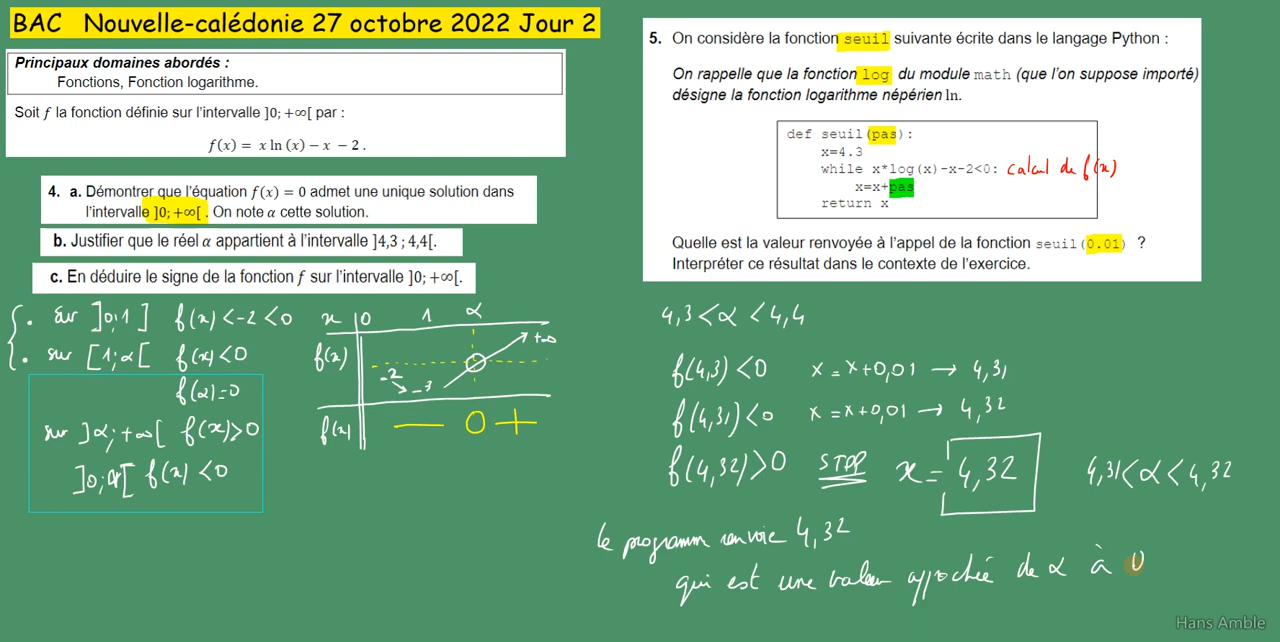 BAC Nouvelle-calédonie 27 octobre 2022 Jour 2
Principaux domaines abordés :
Fonctions, Fonction logarithme.
Soit f la fonction définie sur l'intervalle ]0; +∞[ par :
f(x) = x ln (x) − x − 2 .
4. a. Démontrer que l'équation f(x) = 0 admet une unique solution dans
l'intervalle ]0; +∞[ . On note α cette solution.
b. Justifier que le réel α appartient à l'intervalle ]4,3 ; 4,4[.
c. En déduire le signe de la fonction f sur l'intervalle ]0; +∞[.
{ . Sur ]0,1] f(x) < -2 < 0
. sur [1; α[ f(x) < 0
f(α)=0
sur ]α; +∞[ f(x)>0
]0; α[ f(x) < 0
x 0 1 α
f(x) -2 -3 +∞
f(x) — 0 +
5. On considère la fonction seuil suivante écrite dans le langage Python :
On rappelle que la fonction log du module math (que l'on suppose importé)
désigne la fonction logarithme népérien ln.
def seuil(pas):
x=4.3
while x*log(x)-x-2<0: calcul de f(x)
x=x+pas
return x
Quelle est la valeur renvoyée à l'appel de la fonction seuil(0.01) ?
Interpréter ce résultat dans le contexte de l'exercice.
4,3 < α < 4,4
f(4,3) < 0 x = x+0,01 → 4,31
f(4,31) < 0 x = x+0,01 → 4,32
f(4,32) > 0 STOP x = 4,32 4,31 < α < 4,32
le programm renvoie 4,32
qui est une valeur approchée de α à 0
Hans Amble